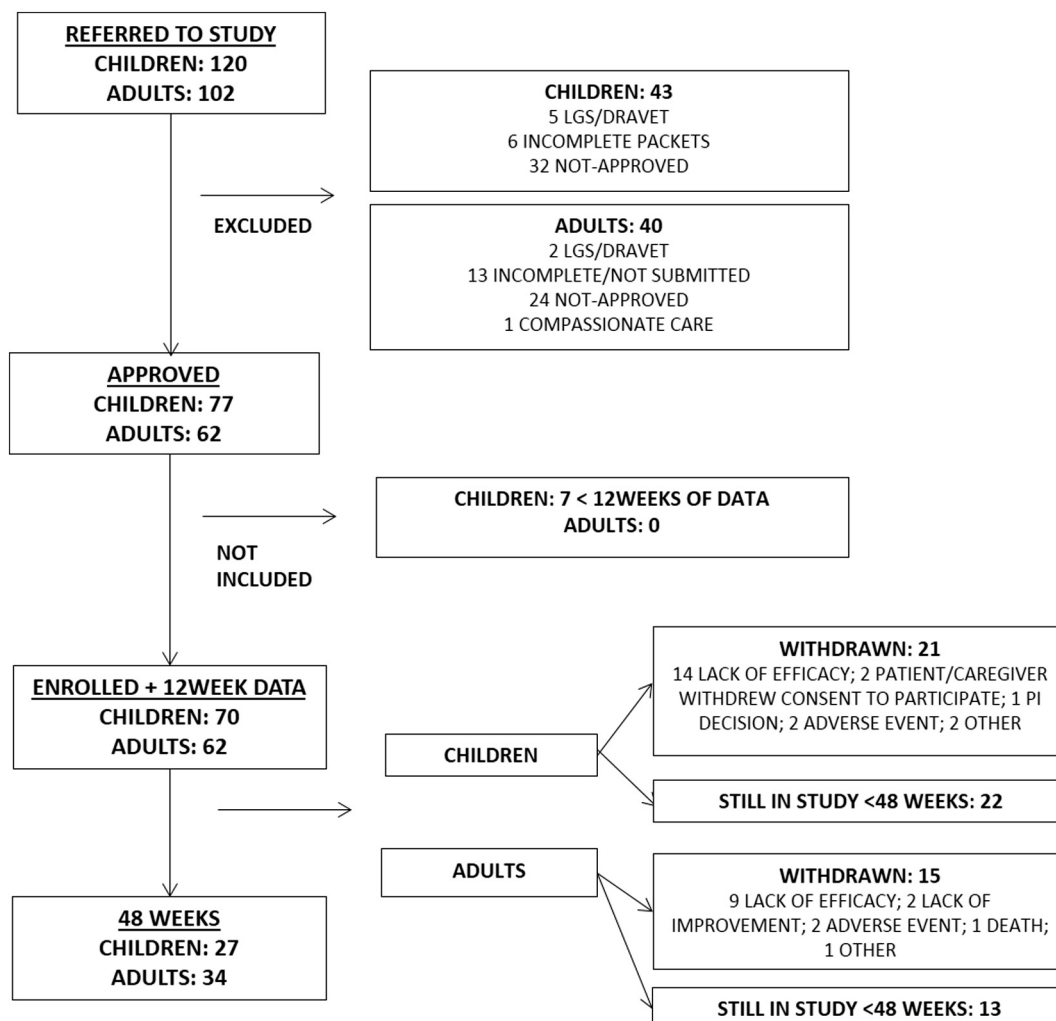 REFERRED TO STUDY
CHILDREN: 120
ADULTS: 102
CHILDREN: 43
5 LGS/DRAVET
6 INCOMPLETE PACKETS
32 NOT-APPROVED
EXCLUDED
ADULTS: 40
2 LGS/DRAVET
13 INCOMPLETE/NOT SUBMITTED
24 NOT-APPROVED
1 COMPASSIONATE CARE
APPROVED
CHILDREN: 77
ADULTS: 62
CHILDREN: 7 < 12WEEKS OF DATA
ADULTS: 0
NOT
INCLUDED
ENROLLED + 12WEEK DATA
CHILDREN: 70
ADULTS: 62
CHILDREN
WITHDRAWN: 21
14 LACK OF EFFICACY; 2 PATIENT/CAREGIVER
WITHDREW CONSENT TO PARTICIPATE; 1 PI
DECISION; 2 ADVERSE EVENT; 2 OTHER
STILL IN STUDY <48 WEEKS: 22
ADULTS
WITHDRAWN: 15
9 LACK OF EFFICACY; 2 LACK OF
IMPROVEMENT; 2 ADVERSE EVENT; 1 DEATH;
1 OTHER
STILL IN STUDY <48 WEEKS: 13
48 WEEKS
CHILDREN: 27
ADULTS: 34